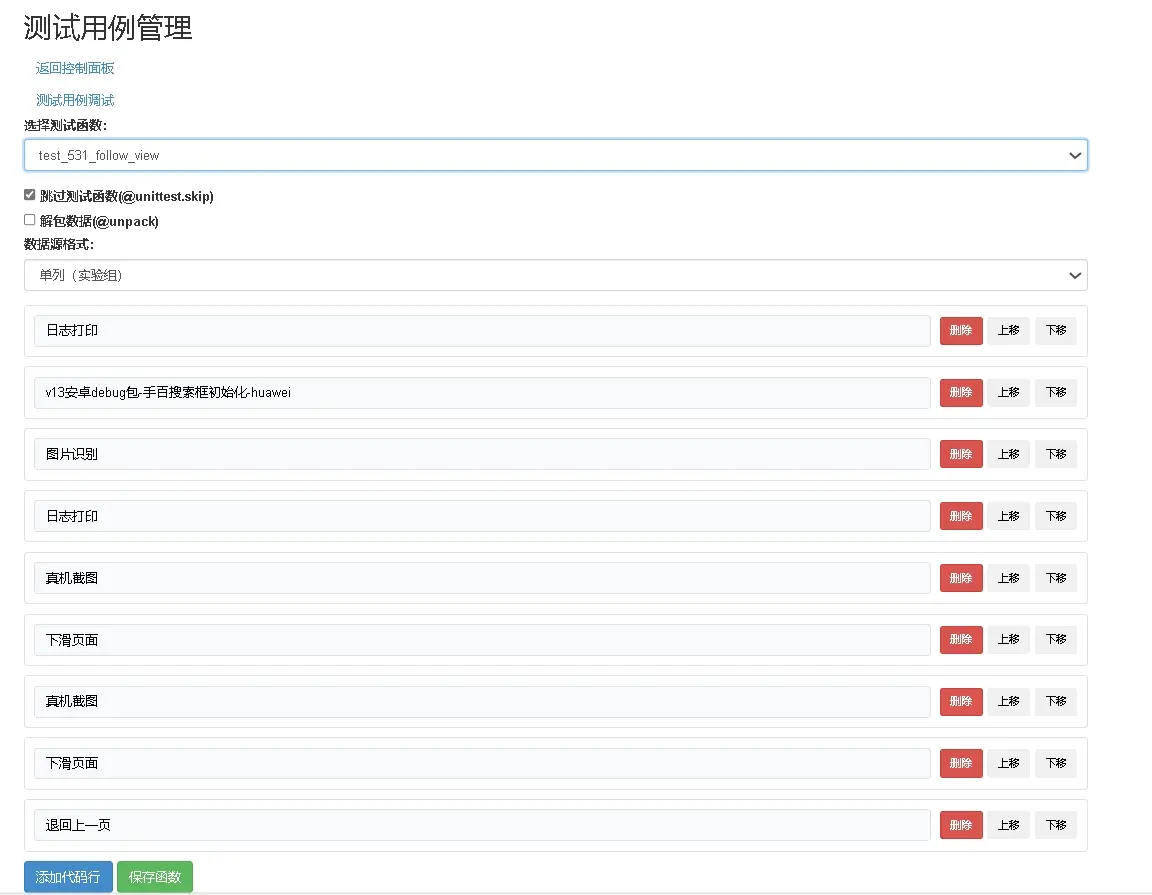 测试用例管理
返回控制面板
测试用例调试
选择测试函数:
test_531_follow_view
跳过测试函数(@unittest.skip)
解包数据(@unpack)
数据源格式:
单列（实验组）
日志打印 删除 上移 下移
v13安卓debug包-手百搜索框初始化-huawei 删除 上移 下移
图片识别 删除 上移 下移
日志打印 删除 上移 下移
真机截图 删除 上移 下移
下滑页面 删除 上移 下移
真机截图 删除 上移 下移
下滑页面 删除 上移 下移
退回上一页 删除 上移 下移
添加代码行 保存函数